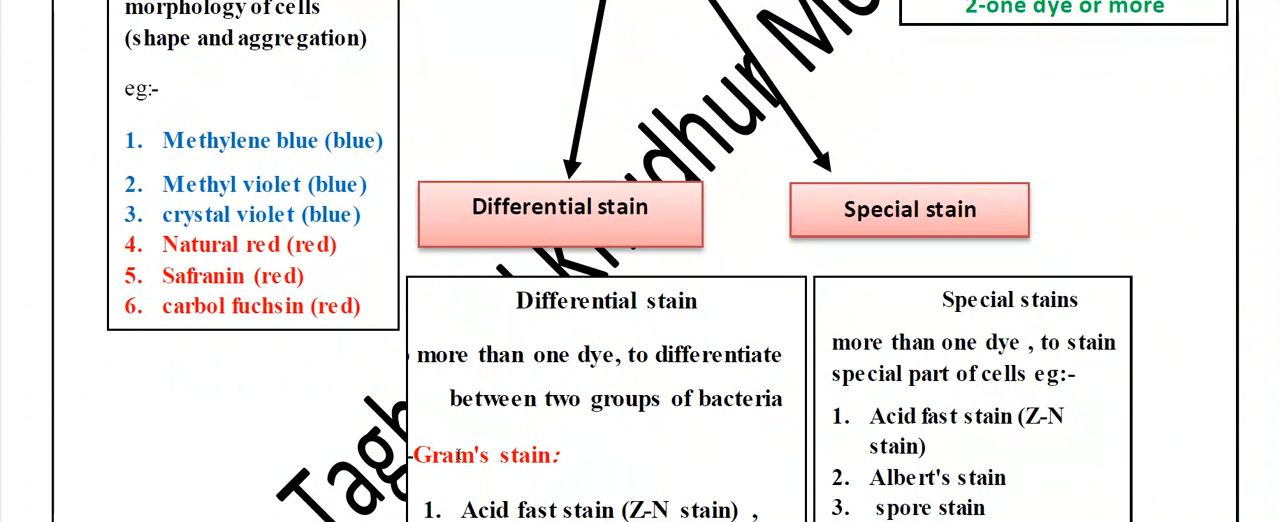 morphology of cells
(shape and aggregation)
eg:-
1. Methylene blue (blue)
2. Methyl violet (blue)
3. crystal violet (blue)
4. Natural red (red)
5. Safranin (red)
6. carbol fuchsin (red)
2-one dye or more
Differential stain
Special stain
Differential stain
more than one dye, to differentiate
between two groups of bacteria
-Gram's stain:
1. Acid fast stain (Z-N stain) ,
Special stains
more than one dye , to stain
special part of cells eg:-
1. Acid fast stain (Z-N
stain)
2. Albert's stain
3. spore stain